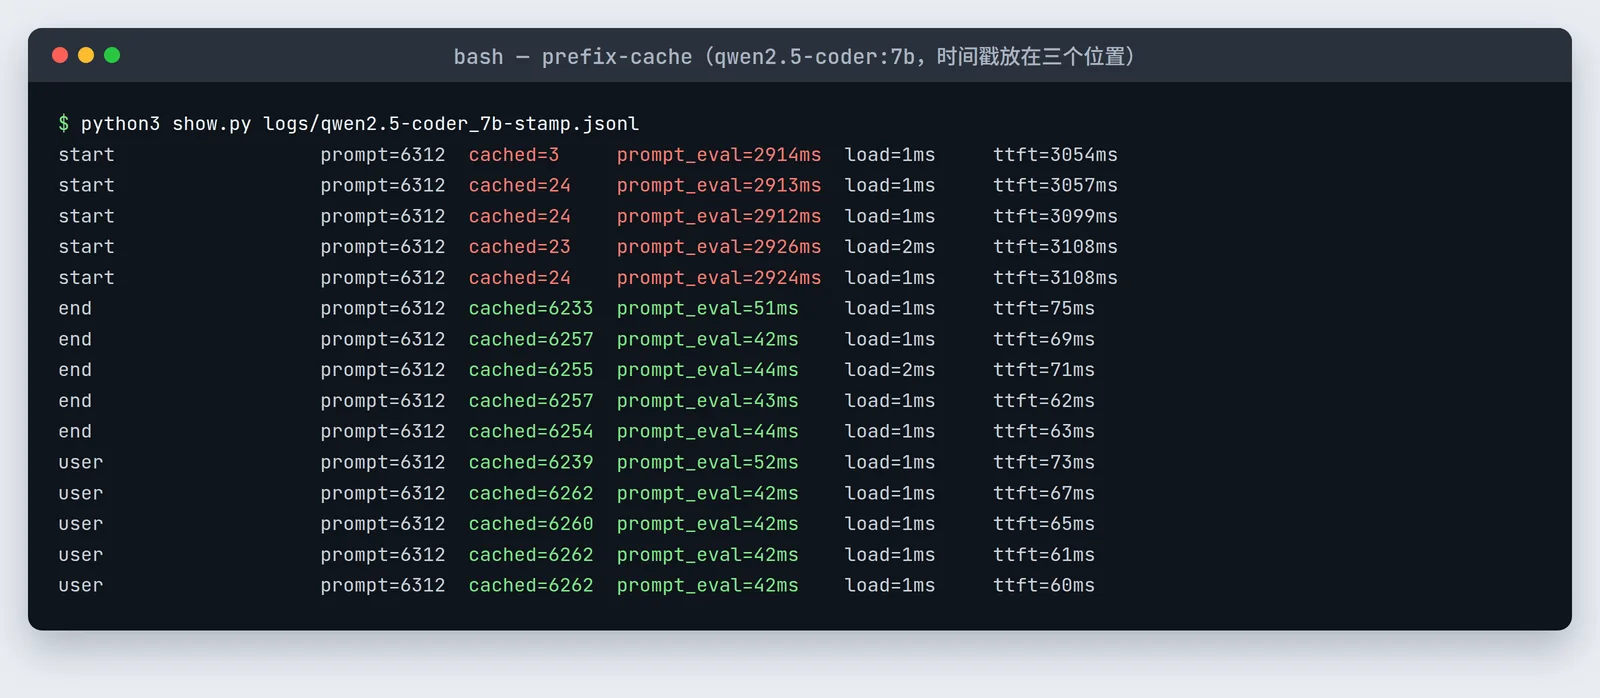 bash — prefix-cache（qwen2.5-coder:7b，时间戳放在三个位置）
$ python3 show.py logs/qwen2.5-coder_7b-stamp.jsonl
start prompt=6312 cached=3 prompt_eval=2914ms load=1ms ttft=3054ms
start prompt=6312 cached=24 prompt_eval=2913ms load=1ms ttft=3057ms
start prompt=6312 cached=24 prompt_eval=2912ms load=1ms ttft=3099ms
start prompt=6312 cached=23 prompt_eval=2926ms load=2ms ttft=3108ms
start prompt=6312 cached=24 prompt_eval=2924ms load=1ms ttft=3108ms
end prompt=6312 cached=6233 prompt_eval=51ms load=1ms ttft=75ms
end prompt=6312 cached=6257 prompt_eval=42ms load=1ms ttft=69ms
end prompt=6312 cached=6255 prompt_eval=44ms load=2ms ttft=71ms
end prompt=6312 cached=6257 prompt_eval=43ms load=1ms ttft=62ms
end prompt=6312 cached=6254 prompt_eval=44ms load=1ms ttft=63ms
user prompt=6312 cached=6239 prompt_eval=52ms load=1ms ttft=73ms
user prompt=6312 cached=6262 prompt_eval=42ms load=1ms ttft=67ms
user prompt=6312 cached=6260 prompt_eval=42ms load=1ms ttft=65ms
user prompt=6312 cached=6262 prompt_eval=42ms load=1ms ttft=61ms
user prompt=6312 cached=6262 prompt_eval=42ms load=1ms ttft=60ms